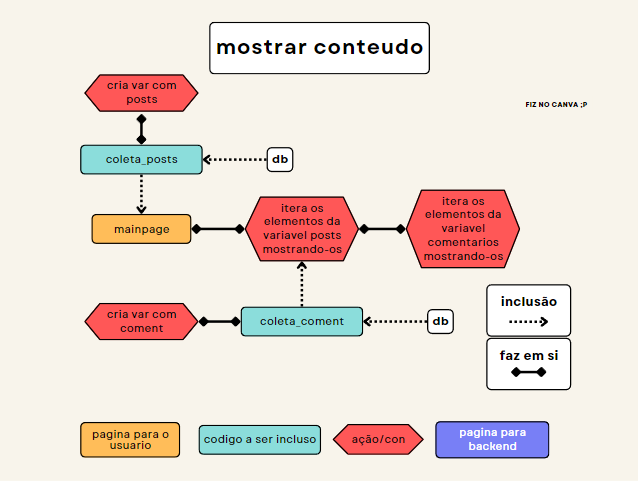 mostrar conteudo
cria var com
posts
FIZ NO CANVA ;P
coleta_posts
db
mainpage
itera os
elementos da
variavel posts
mostrando-os
itera os
elementos da
variavel
comentarios
mostrando-os
cria var com
coment
coleta_coment
db
inclusão
faz em si
pagina para o
usuario
codigo a ser incluso
ação/con
pagina para
backend